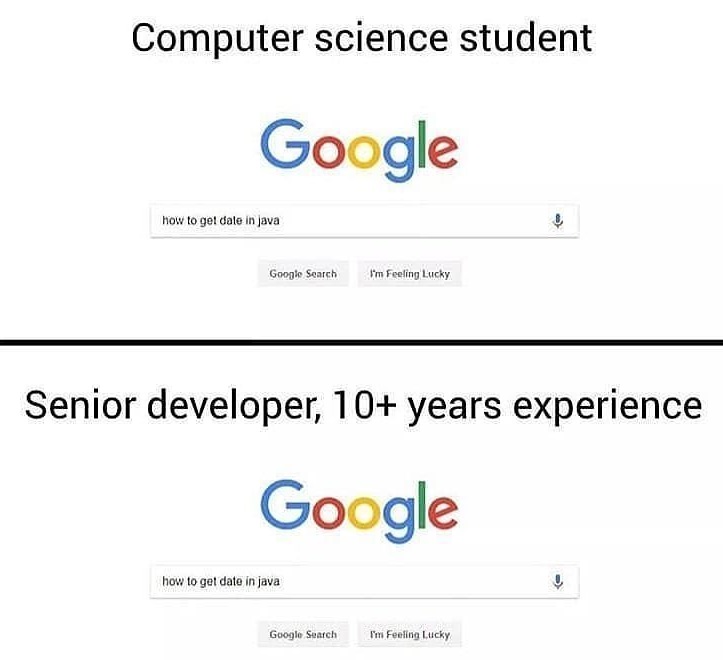 Computer science student
Google
how to get date in java
Google Search I'm Feeling Lucky
Senior developer, 10+ years experience
Google
how to get date in java
Google Search I'm Feeling Lucky